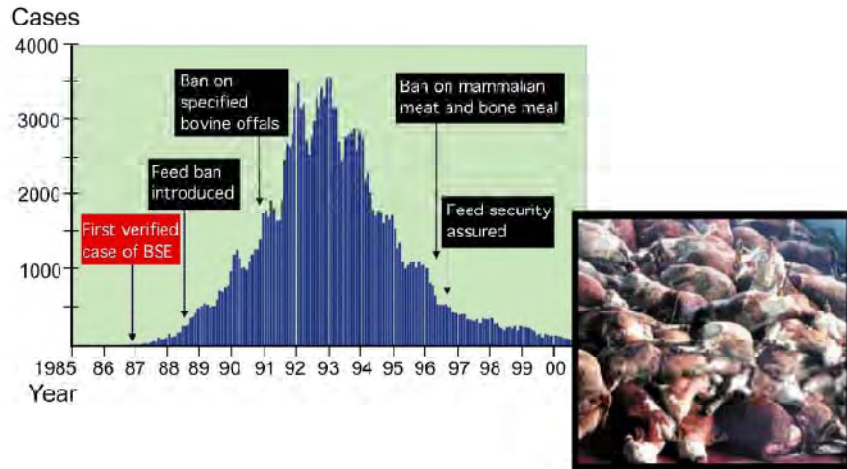 Cases
4000
3000
2000
1000
Ban on
specified
bovine offals
Ban on mammalian
meat and bone meal
Feed ban
introduced
Feed security
assured
First verified
case of BSE
1985 86 87 88 89 90 91 92 93 94 95 96 97 98 99 00
Year